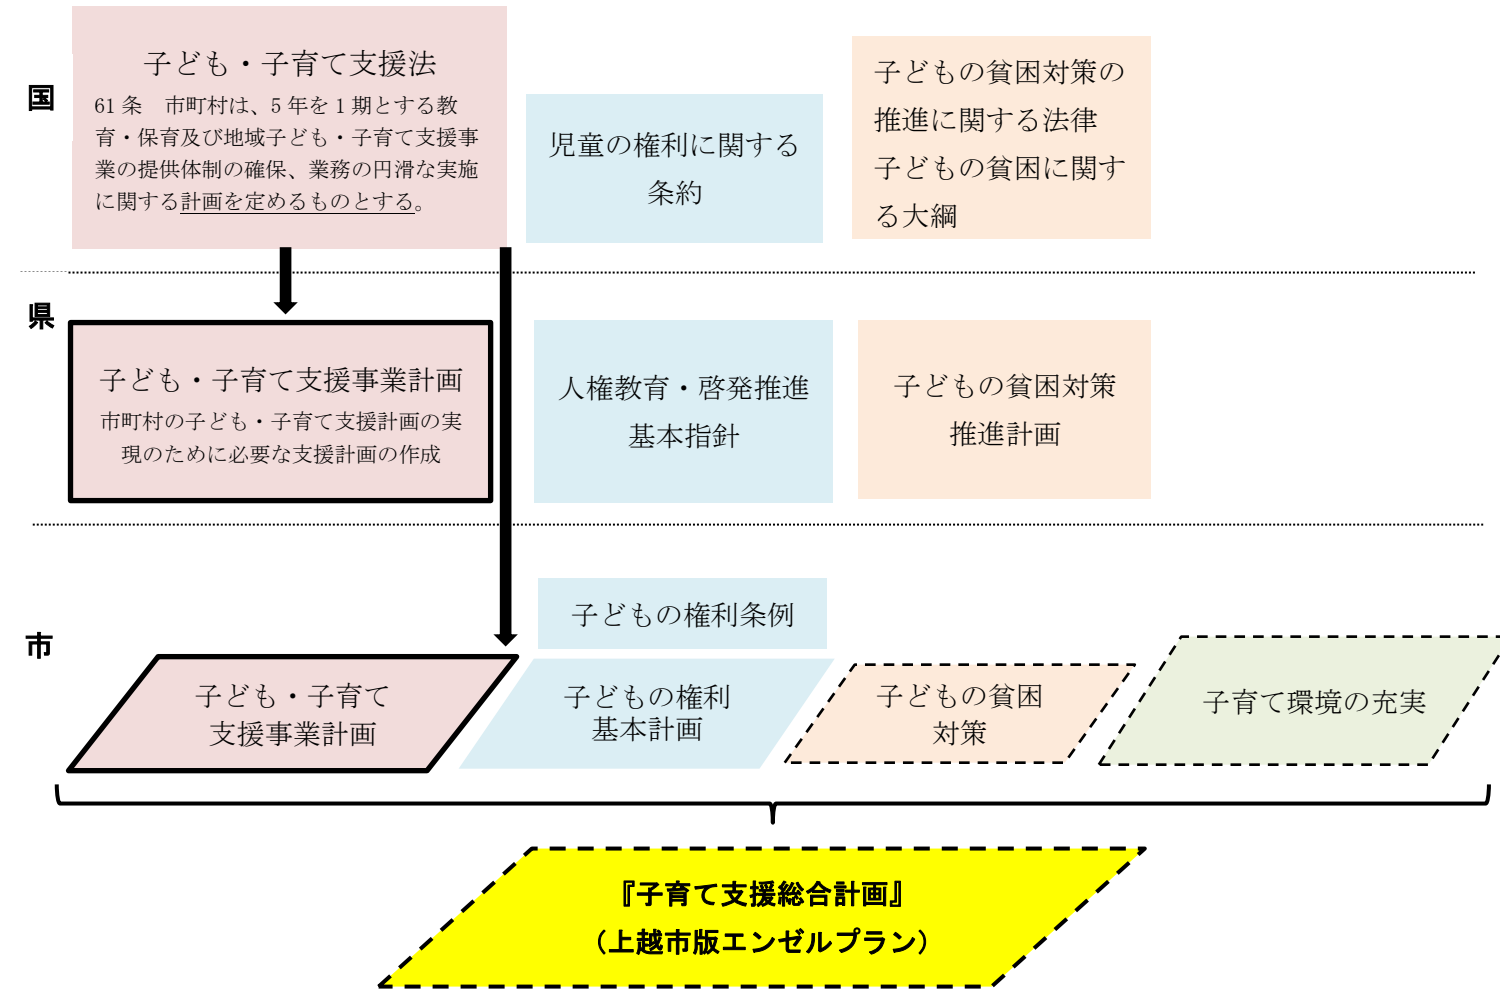 国
子ども・子育て支援法
61 条　市町村は、5 年を 1 期とする教
育・保育及び地域子ども・子育て支援事
業の提供体制の確保、業務の円滑な実施
に関する計画を定めるものとする。
児童の権利に関する
条約
子どもの貧困対策の
推進に関する法律
子どもの貧困に関す
る大綱
県
子ども・子育て支援事業計画
市町村の子ども・子育て支援計画の実
現のために必要な支援計画の作成
人権教育・啓発推進
基本指針
子どもの貧困対策
推進計画
市
子どもの権利条例
子ども・子育て
支援事業計画
子どもの権利
基本計画
子どもの貧困
対策
子育て環境の充実
『子育て支援総合計画』
（上越市版エンゼルプラン）